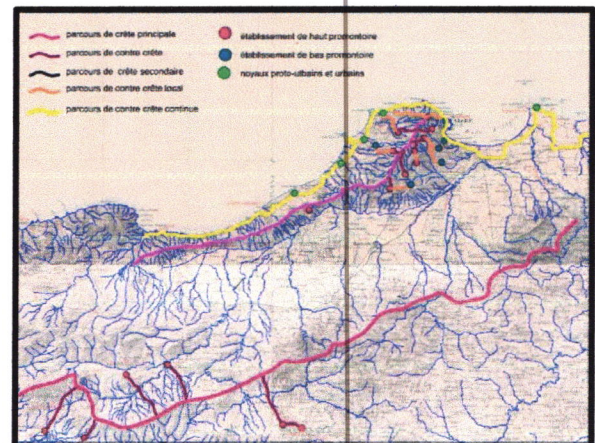 parcours de crête principale
parcours de contre crête
parcours de crête secondaire
parcours de contre crête local
parcours de contre crête continue
établissement de haut promontoire
établissement de bas promontoire
noyaux proto-utbains et urbains